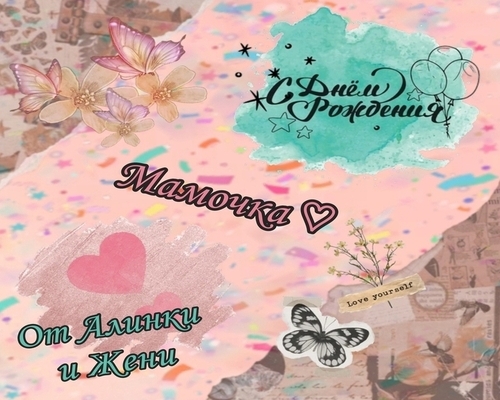 С Днём
Рождения
Мамочка ♡
Love yourself
От Алинки
и Жени